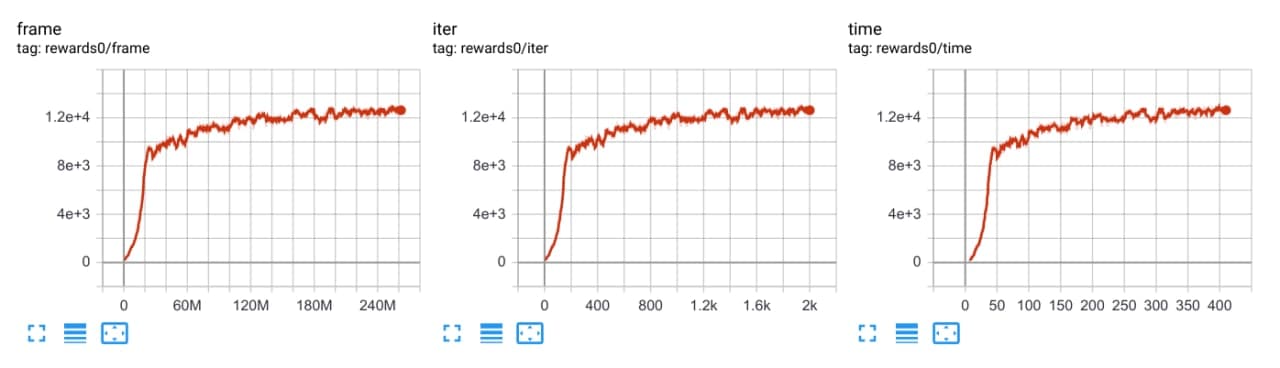 frame
tag: rewards0/frame
1.2e+4
8e+3
4e+3
0
0 60M 120M 180M 240M
iter
tag: rewards0/iter
1.2e+4
8e+3
4e+3
0
0 400 800 1.2k 1.6k 2k
time
tag: rewards0/time
1.2e+4
8e+3
4e+3
0
0 50 100 150 200 250 300 350 400